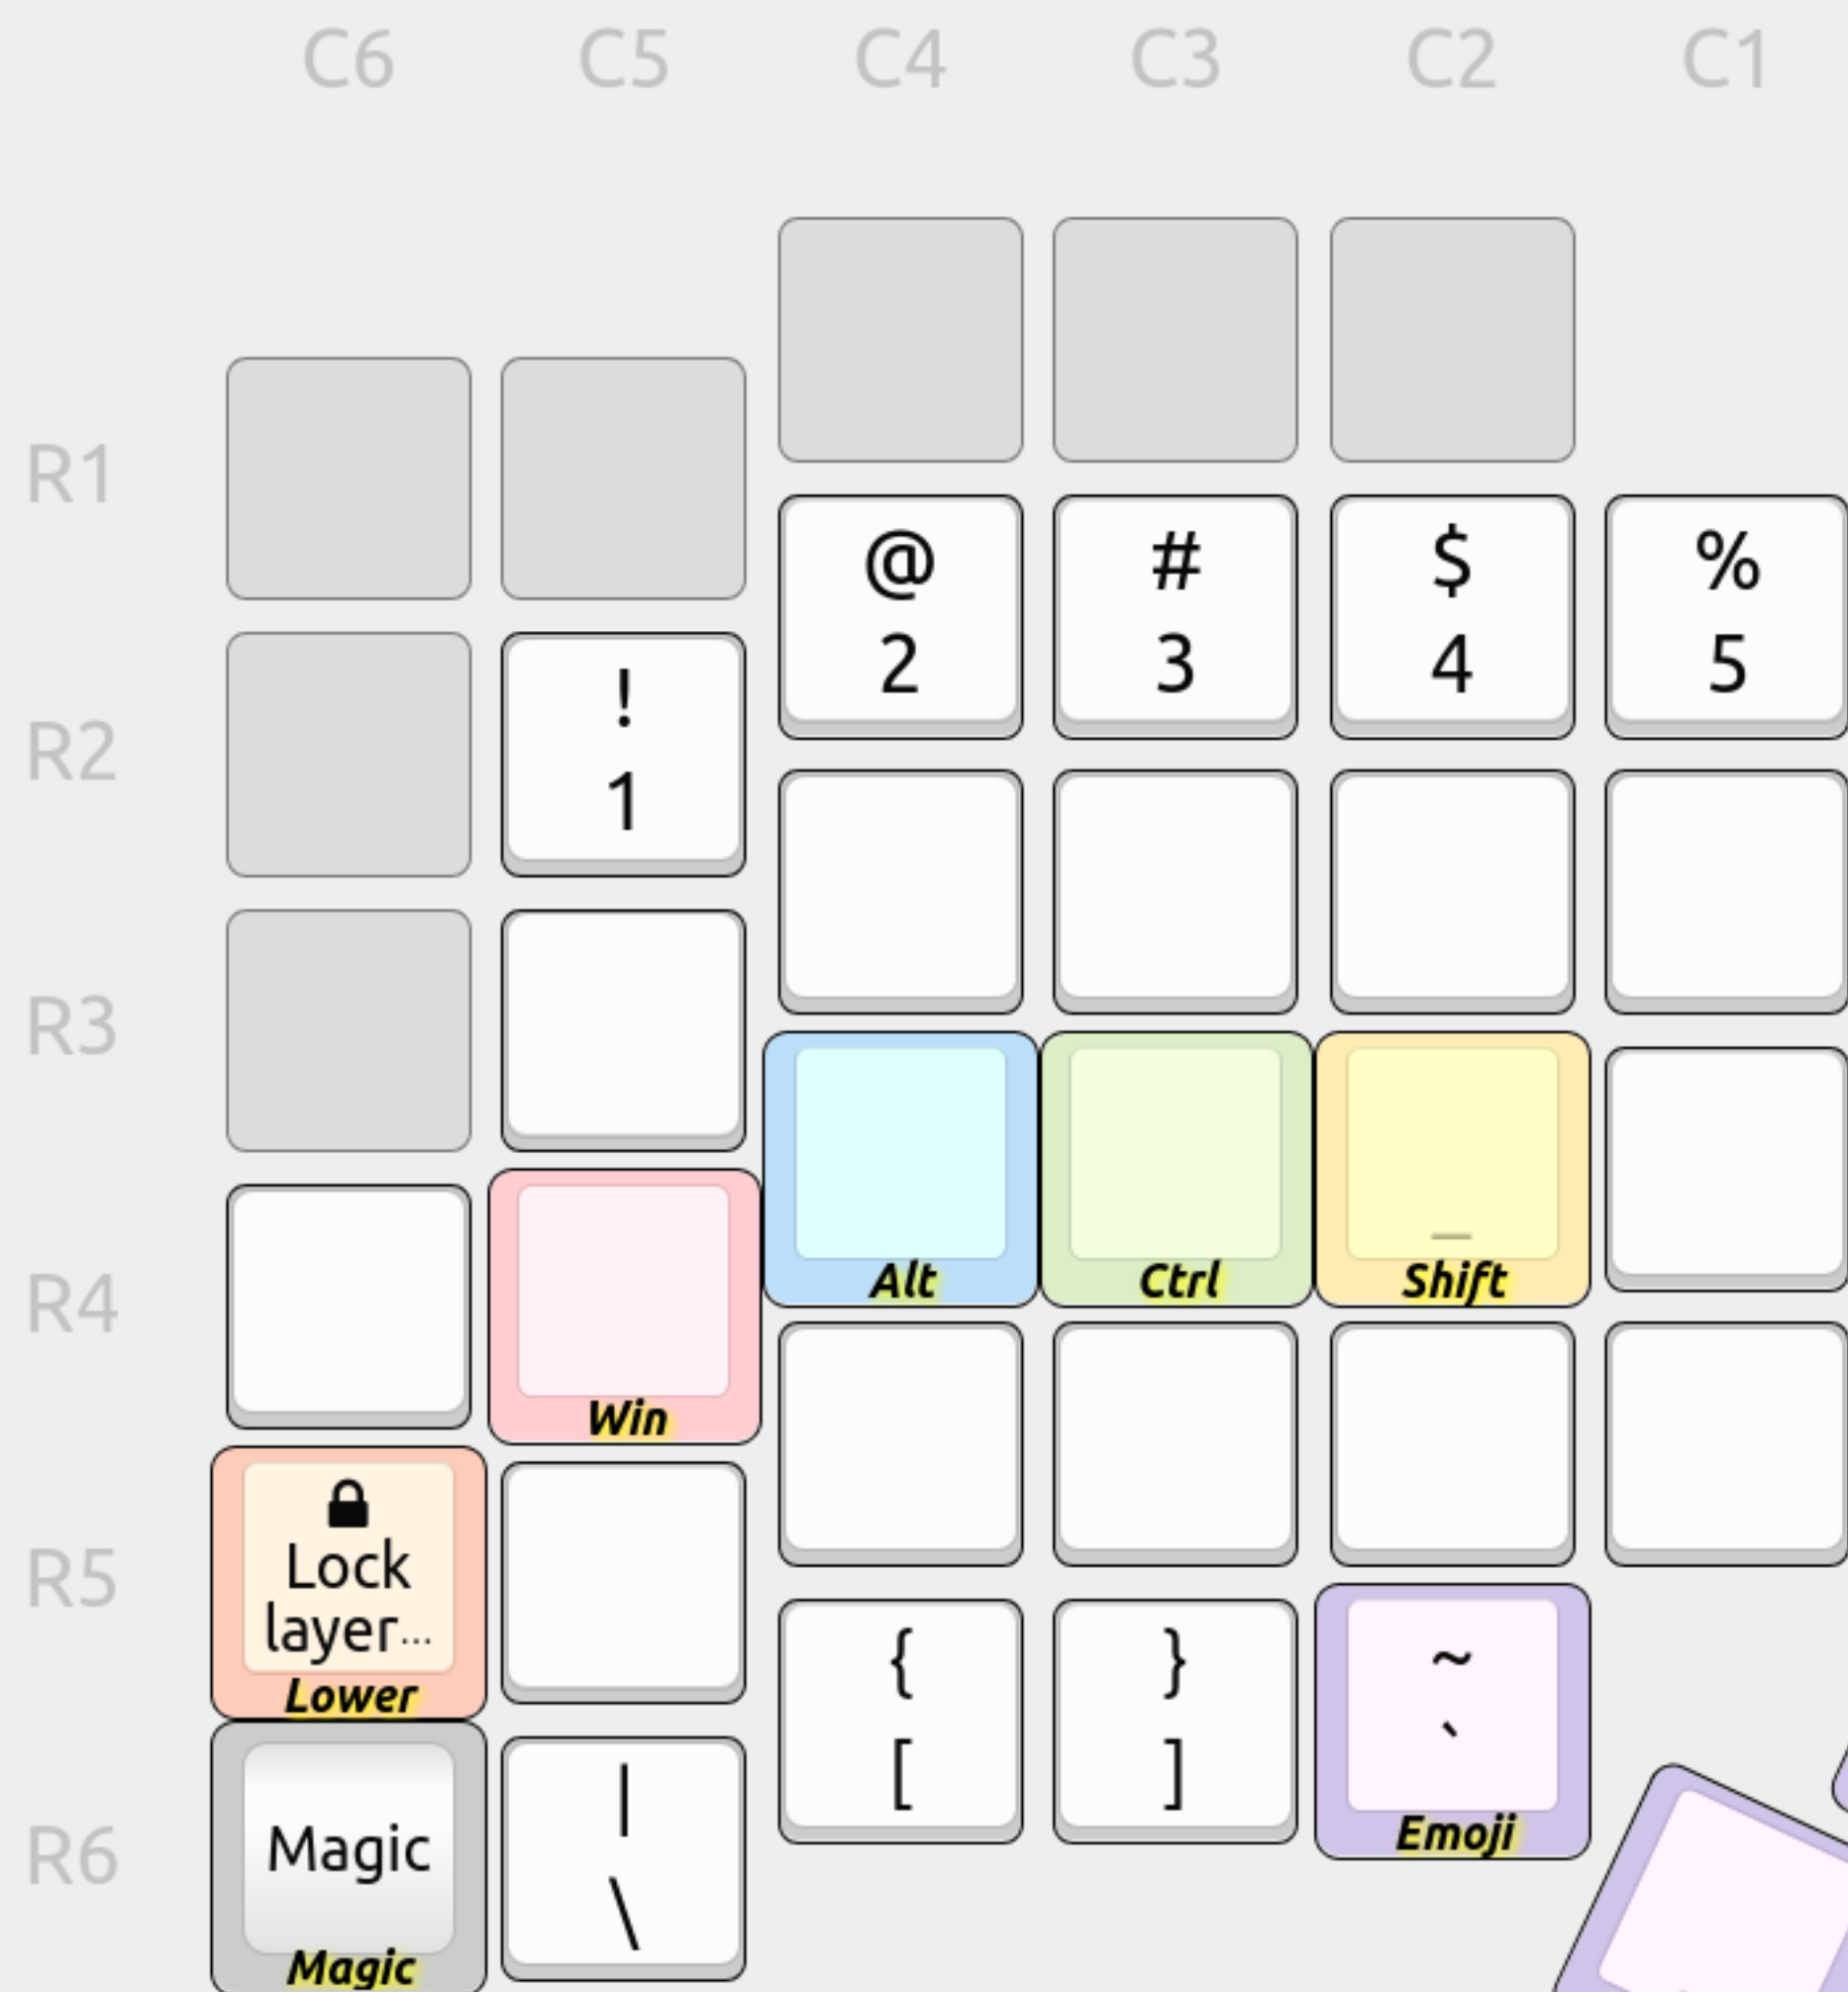 C6 C5 C4 C3 C2 C1
R1
@ # $ %
2 3 4 5
R2
!
1
R3
_
Alt Ctrl Shift
R4
Win
Lock
layer...
R5
Lower
{ } ~
[ ] `
Emoji
R6
Magic
|
\
Magic